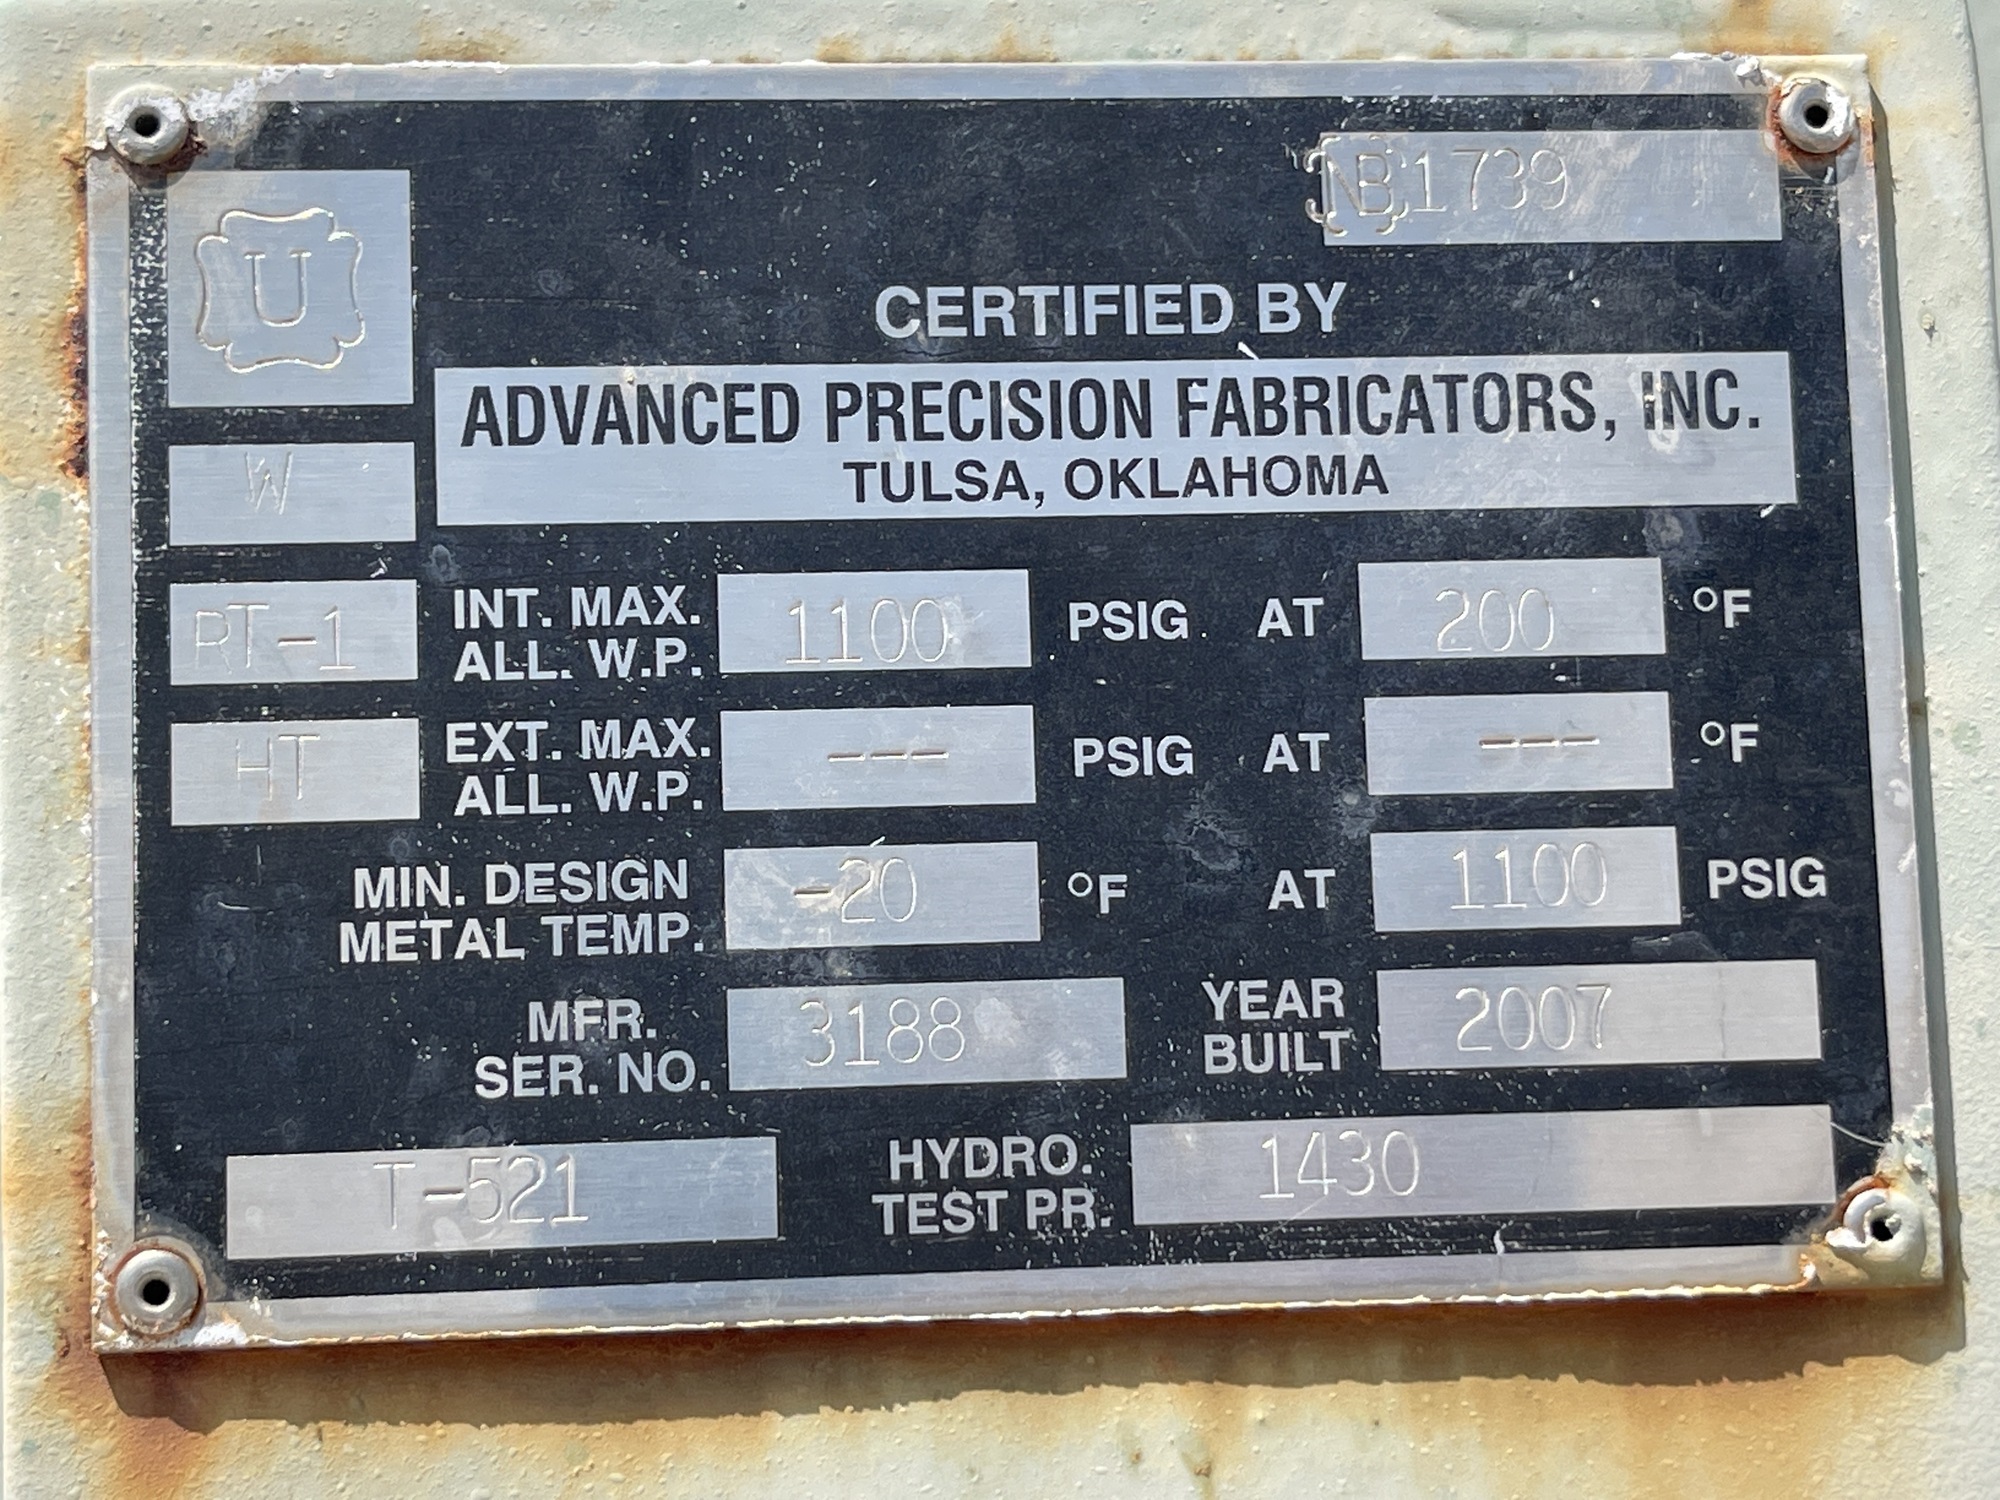 NB 1739
U
CERTIFIED BY
ADVANCED PRECISION FABRICATORS, INC.
TULSA, OKLAHOMA
W
RT-1
INT. MAX.
ALL. W.P.
1100 PSIG AT 200 °F
HT
EXT. MAX.
ALL. W.P.
--- PSIG AT --- °F
MIN. DESIGN
METAL TEMP.
-20 °F AT 1100 PSIG
MFR.
SER. NO.
3188
YEAR
BUILT
2007
T-521
HYDRO.
TEST PR.
1430